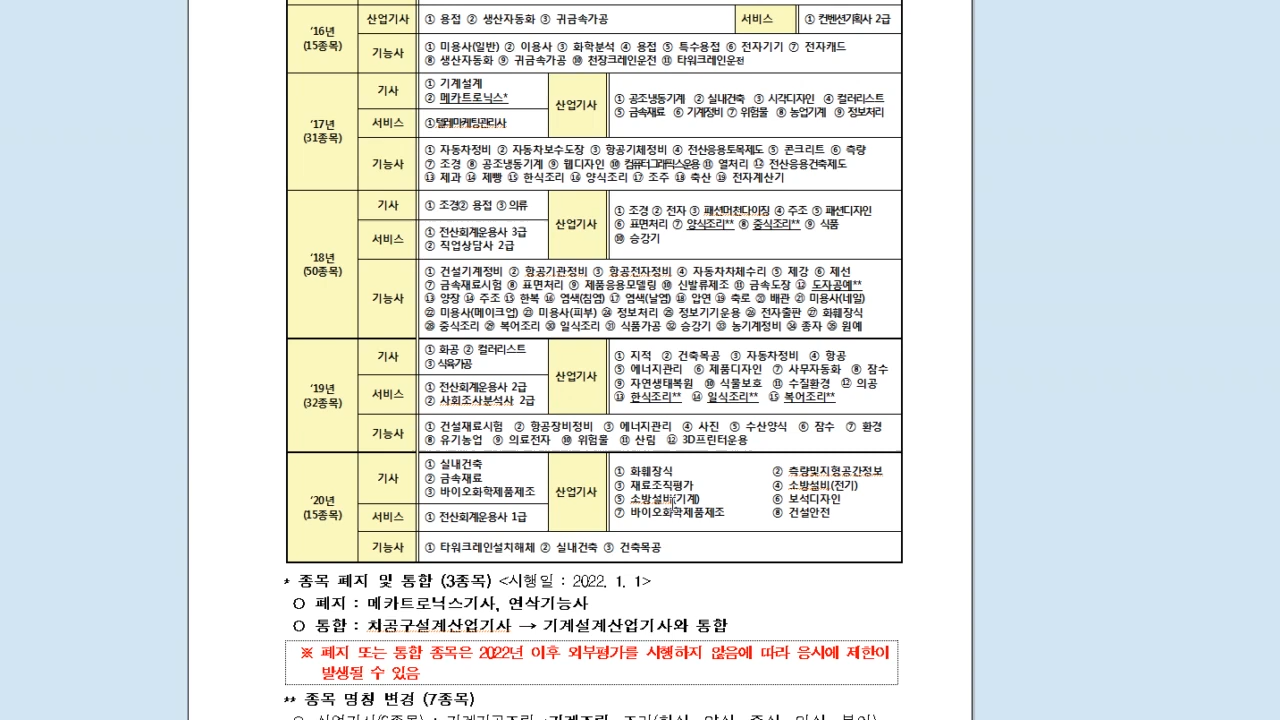 ‘16년
(15종목)
산업기사
① 용접 ② 생산자동화 ③ 귀금속가공
서비스
① 컨벤션기획사 2급
기능사
① 미용사(일반) ② 이용사 ③ 화학분석 ④ 용접 ⑤ 특수용접 ⑥ 전자기기 ⑦ 전자캐드
⑧ 생산자동화 ⑨ 귀금속가공 ⑩ 천장크레인운전 ⑪ 타워크레인운전
‘17년
(31종목)
기사
① 기계설계
② 메카트로닉스*
산업기사
① 공조냉동기계 ② 실내건축 ③ 시각디자인 ④ 컬러리스트
⑤ 금속재료 ⑥ 기계정비 ⑦ 위험물 ⑧ 농업기계 ⑨ 정보처리
서비스
①텔레마케팅관리사
기능사
① 자동차정비 ② 자동차보수도장 ③ 항공기체정비 ④ 전산응용토목제도 ⑤ 콘크리트 ⑥ 측량
⑦ 조경 ⑧ 공조냉동기계 ⑨ 웹디자인 ⑩ 컴퓨터그래픽스운용 ⑪ 열처리 ⑫ 전산응용건축제도
⑬ 제과 ⑭ 제빵 ⑮ 한식조리 ⑯ 양식조리 ⑰ 조주 ⑱ 축산 ⑲ 전자계산기
‘18년
(50종목)
기사
① 조경② 용접 ③ 의류
산업기사
① 조경 ② 전자 ③ 패션머천다이징 ④ 주조 ⑤ 패션디자인
⑥ 표면처리 ⑦ 양식조리** ⑧ 중식조리** ⑨ 식품
⑩ 승강기
서비스
① 전산회계운용사 3급
② 직업상담사 2급
기능사
① 건설기계정비 ② 항공기관정비 ③ 항공전자정비 ④ 자동차차체수리 ⑤ 제강 ⑥ 제선
⑦ 금속재료시험 ⑧ 표면처리 ⑨ 제품응용모델링 ⑩ 신발류제조 ⑪ 금속도장 ⑫ 도자공예**
⑬ 양장 ⑭ 주조 ⑮ 한복 ⑯ 염색(침염) ⑰ 염색(날염) ⑱ 압연 ⑲ 축로 ⑳ 배관 ㉑ 미용사(네일)
㉒ 미용사(메이크업) ㉓ 미용사(피부) ㉔ 정보처리 ㉕ 정보기기운용 ㉖ 전자출판 ㉗ 화훼장식
㉘ 중식조리 ㉙ 복어조리 ㉚ 일식조리 ㉛ 식품가공 ㉜ 승강기 ㉝ 농기계정비 ㉞ 종자 ㉟ 원예
‘19년
(32종목)
기사
① 화공 ② 컬러리스트
③ 식육가공
산업기사
① 지적 ② 건축목공 ③ 자동차정비 ④ 항공
⑤ 에너지관리 ⑥ 제품디자인 ⑦ 사무자동화 ⑧ 잠수
⑨ 자연생태복원 ⑩ 식물보호 ⑪ 수질환경 ⑫ 의공
⑬ 한식조리** ⑭ 일식조리** ⑮ 복어조리**
서비스
① 전산회계운용사 2급
② 사회조사분석사 2급
기능사
① 건설재료시험 ② 항공장비정비 ③ 에너지관리 ④ 사진 ⑤ 수산양식 ⑥ 잠수 ⑦ 환경
⑧ 유기농업 ⑨ 의료전자 ⑩ 위험물 ⑪ 산림 ⑫ 3D프린터운용
‘20년
(15종목)
기사
① 실내건축
② 금속재료
③ 바이오화학제품제조
산업기사
① 화훼장식 ② 측량및지형공간정보
③ 재료조직평가 ④ 소방설비(전기)
⑤ 소방설비(기계) ⑥ 보석디자인
⑦ 바이오화학제품제조 ⑧ 건설안전
서비스
① 전산회계운용사 1급
기능사
① 타워크레인설치해체 ② 실내건축 ③ 건축목공
* 종목 폐지 및 통합 (3종목) <시행일 : 2022. 1. 1>
○ 폐지 : 메카트로닉스기사, 연삭기능사
○ 통합 : 치공구설계산업기사 → 기계설계산업기사와 통합
※ 폐지 또는 통합 종목은 2022년 이후 외부평가를 시행하지 않음에 따라 응시에 제한이
발생될 수 있음
** 종목 명칭 변경 (7종목)